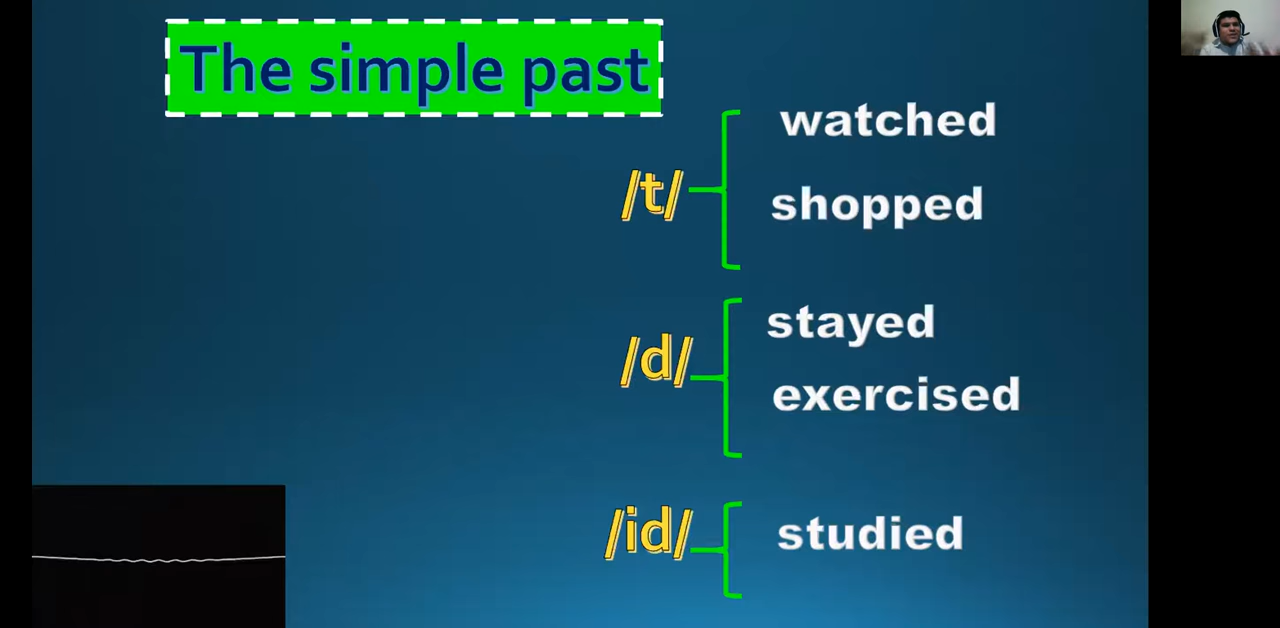 The simple past
/t/
watched
shopped
/d/
stayed
exercised
/id/
studied